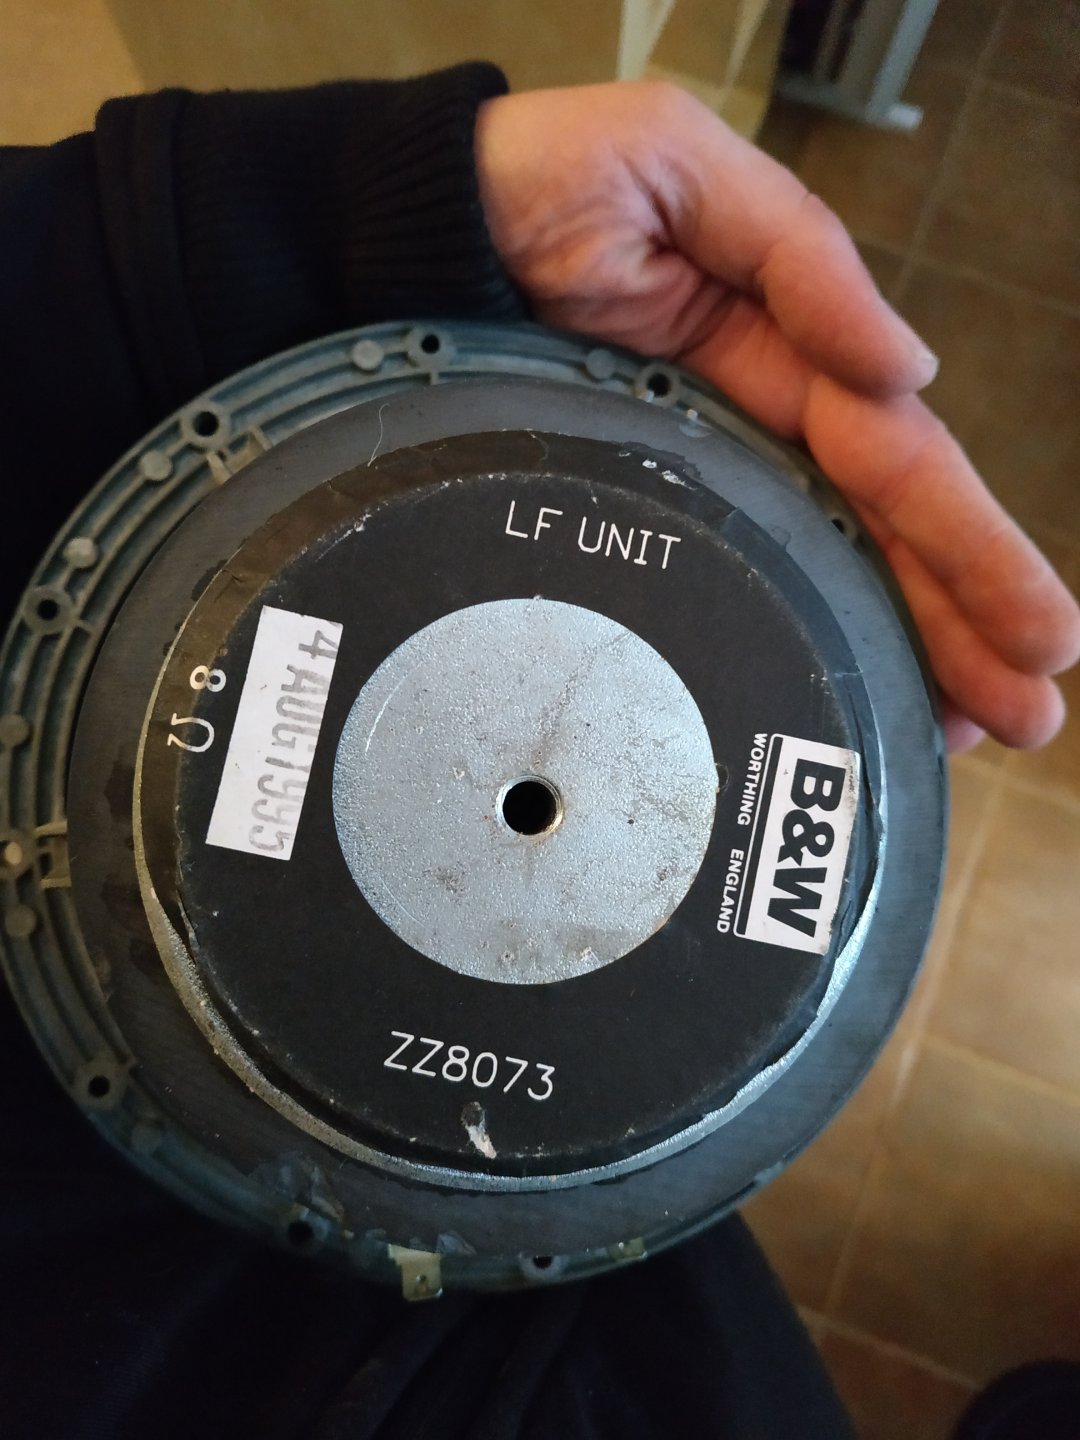 LF UNIT
8 Ω
4 AUG 1995
B&W
WORTHING ENGLAND
ZZ8073